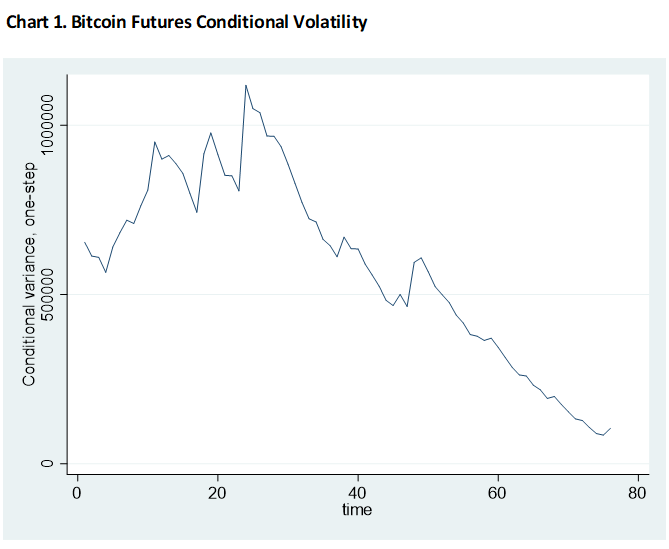 Chart 1. Bitcoin Futures Conditional Volatility
Conditional variance, one-step
1000000
500000
0
0 20 40 60 80
time